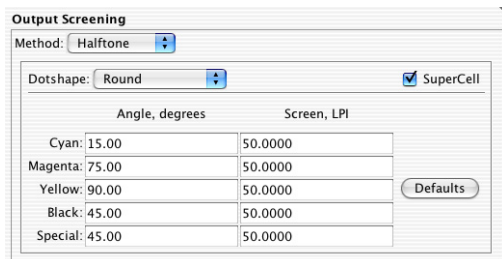 Output Screening
Method: Halftone
Dotshape: Round SuperCell
Angle, degrees Screen, LPI
Cyan: 15.00 50.0000
Magenta: 75.00 50.0000
Yellow: 90.00 50.0000 Defaults
Black: 45.00 50.0000
Special: 45.00 50.0000